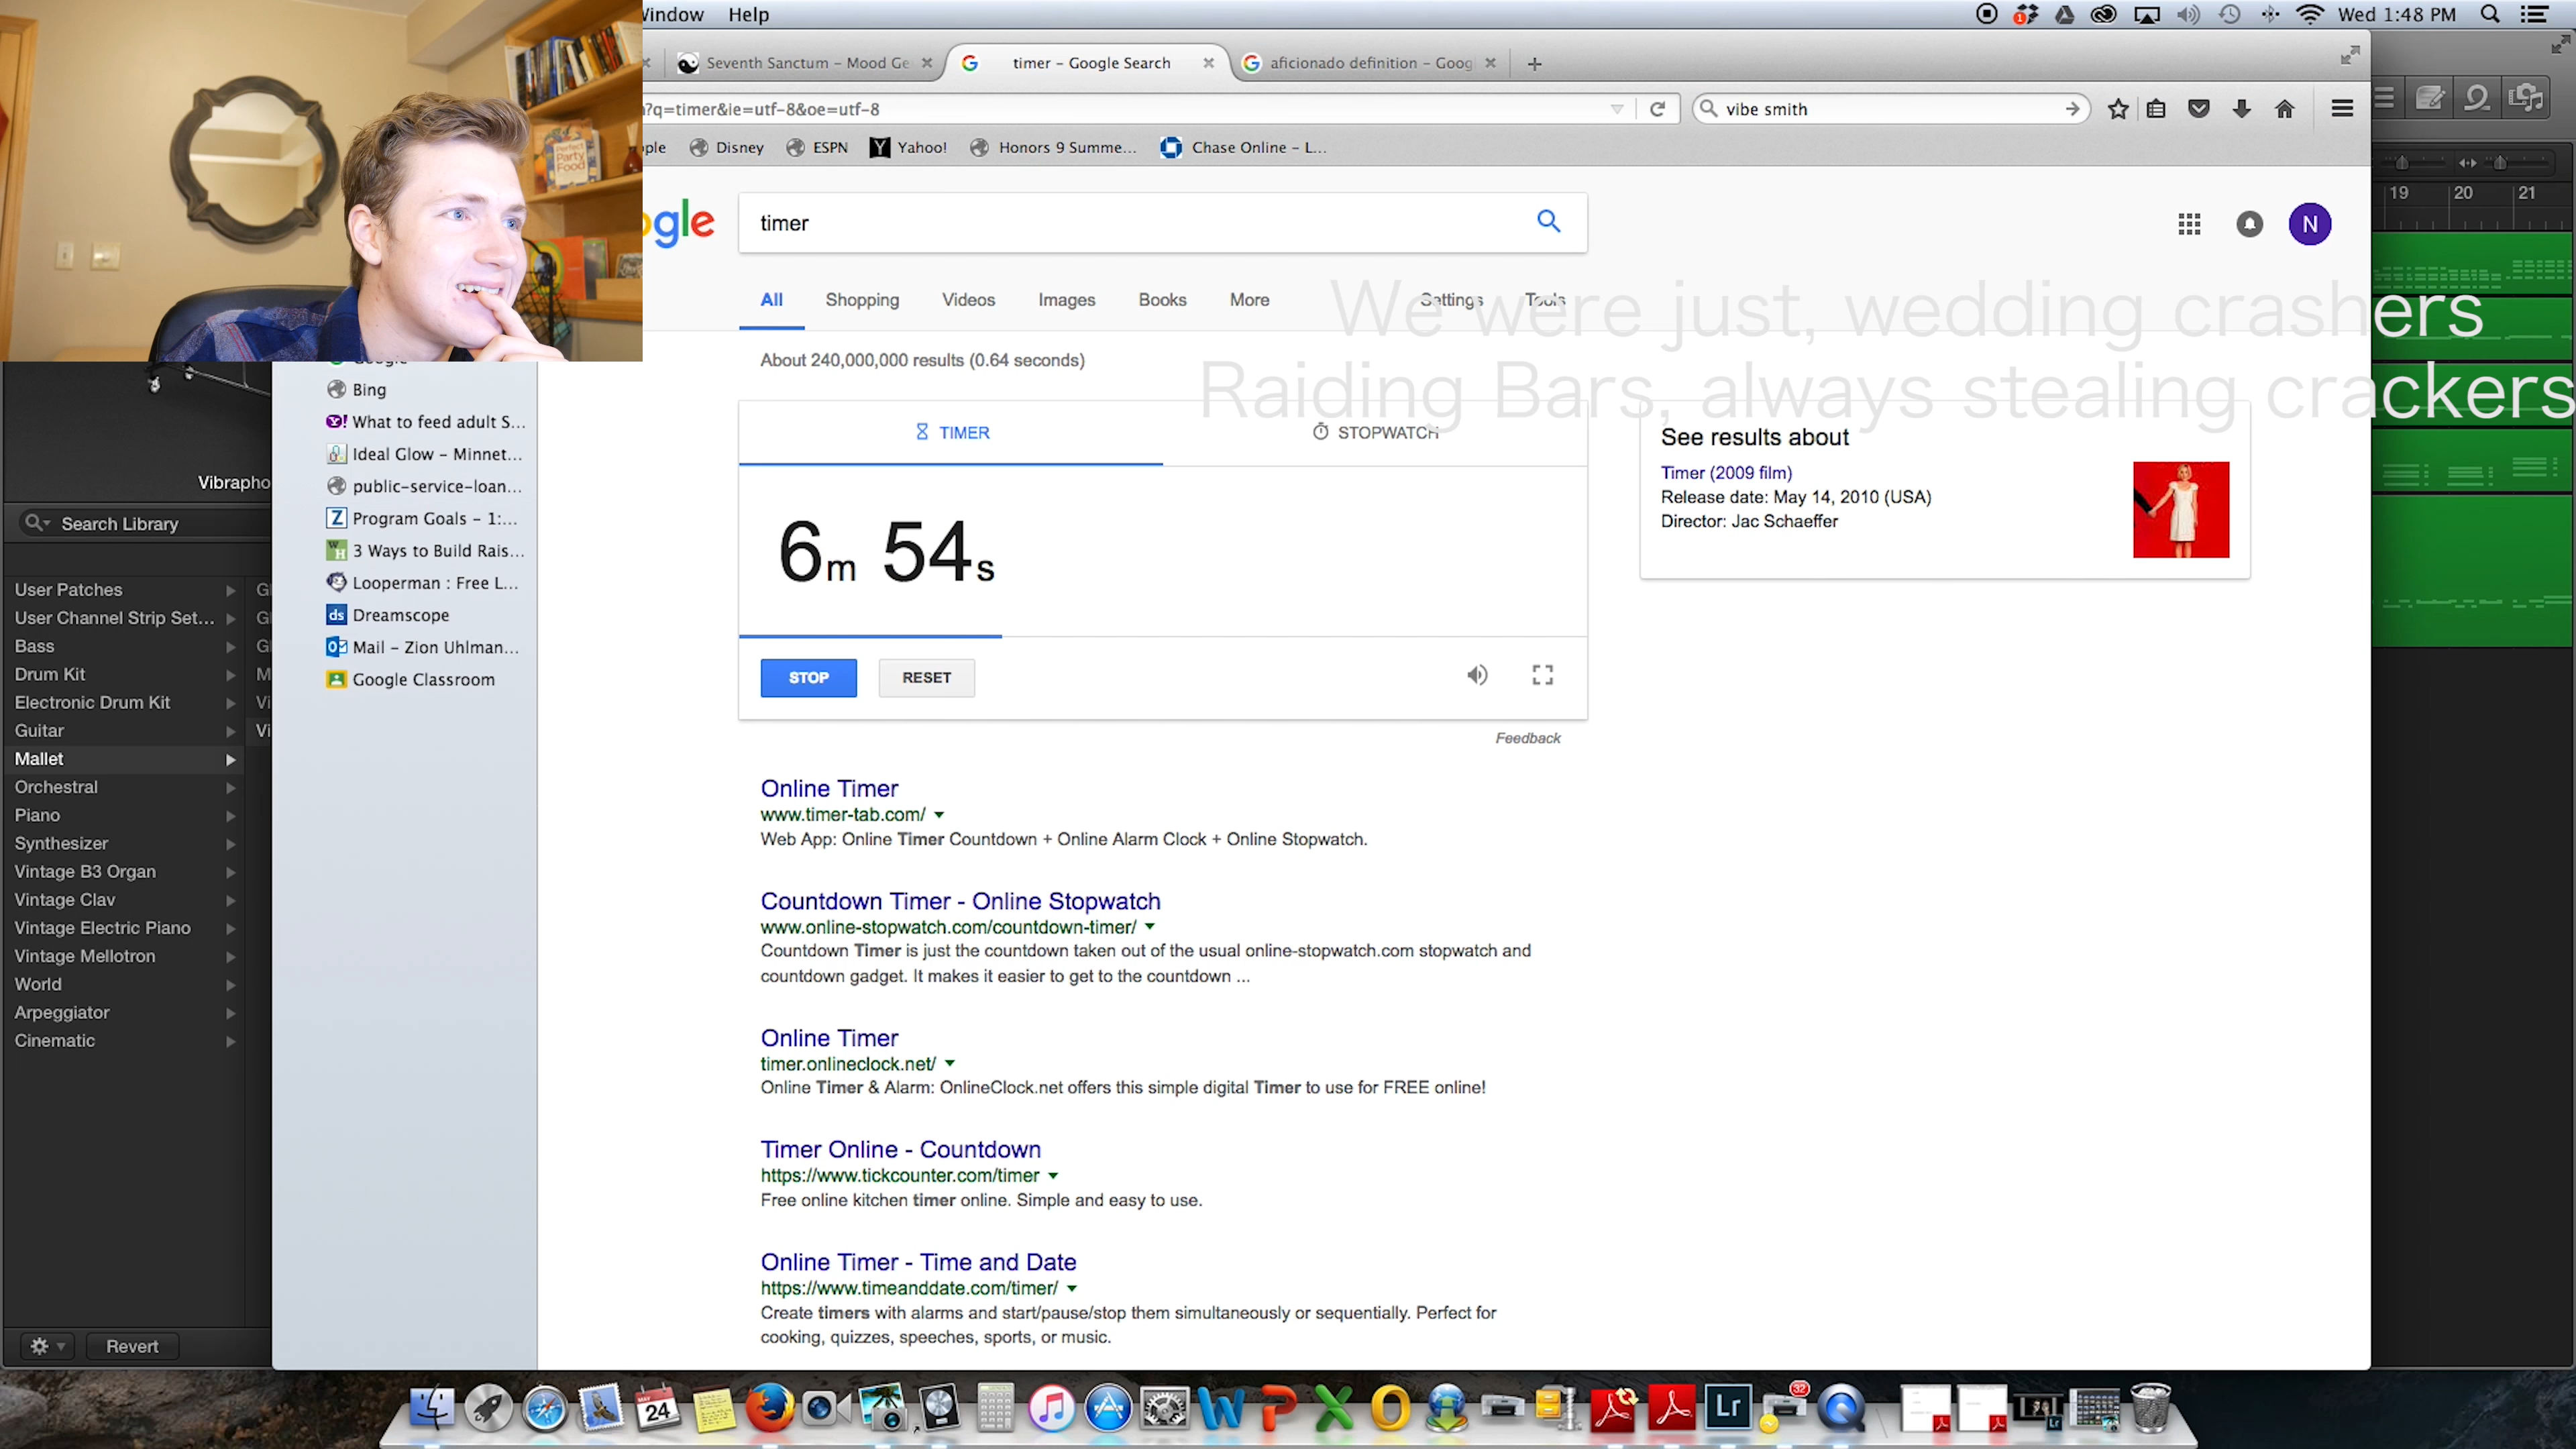 Window Help
Wed 1:48 PM
Seventh Sanctum – Mood Ge
timer – Google Search
aficionado definition – Goog
?q=timer&ie=utf-8&oe=utf-8
vibe smith
ple Disney ESPN Yahoo! Honors 9 Summe... Chase Online – L...
Perfect Party Food
ogle
timer
N
19 20 21
All Shopping Videos Images Books More Settings Tools
We were just, wedding crashers
Raiding Bars, always stealing crackers
About 240,000,000 results (0.64 seconds)
TIMER STOPWATCH
6m 54s
STOP RESET
Feedback
See results about
Timer (2009 film)
Release date: May 14, 2010 (USA)
Director: Jac Schaeffer
Google
Bing
What to feed adult S...
Ideal Glow – Minnet...
public-service-loan...
Program Goals – 1:...
3 Ways to Build Rais...
Looperman : Free L...
Dreamscope
Mail – Zion Uhlman...
Google Classroom
Vibrapho
Search Library
User Patches
User Channel Strip Set...
Bass
Drum Kit
Electronic Drum Kit
Guitar
Mallet
Orchestral
Piano
Synthesizer
Vintage B3 Organ
Vintage Clav
Vintage Electric Piano
Vintage Mellotron
World
Arpeggiator
Cinematic
Gl
Gl
Gl
M
Vi
Vi
Revert
Online Timer
www.timer-tab.com/
Web App: Online Timer Countdown + Online Alarm Clock + Online Stopwatch.
Countdown Timer - Online Stopwatch
www.online-stopwatch.com/countdown-timer/
Countdown Timer is just the countdown taken out of the usual online-stopwatch.com stopwatch and
countdown gadget. It makes it easier to get to the countdown ...
Online Timer
timer.onlineclock.net/
Online Timer & Alarm: OnlineClock.net offers this simple digital Timer to use for FREE online!
Timer Online - Countdown
https://www.tickcounter.com/timer
Free online kitchen timer online. Simple and easy to use.
Online Timer - Time and Date
https://www.timeanddate.com/timer/
Create timers with alarms and start/pause/stop them simultaneously or sequentially. Perfect for
cooking, quizzes, speeches, sports, or music.
MAY 24
Lr
32